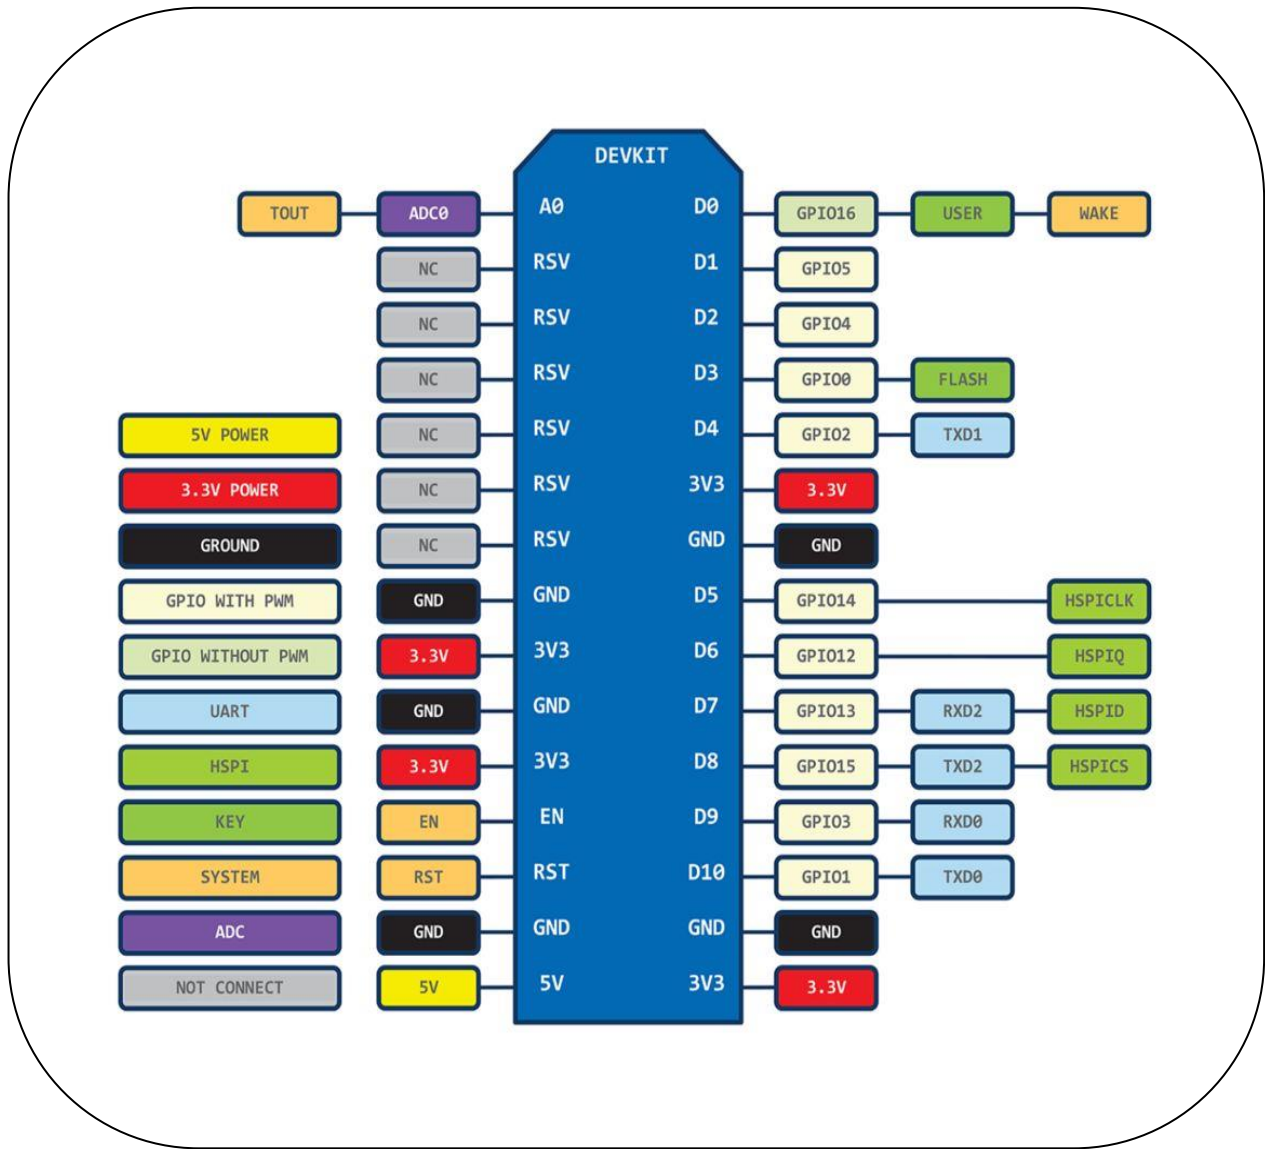 DEVKIT
TOUT ADC0 A0 D0 GPIO16 USER WAKE
NC RSV D1 GPIO5
NC RSV D2 GPIO4
NC RSV D3 GPIO0 FLASH
5V POWER NC RSV D4 GPIO2 TXD1
3.3V POWER NC RSV 3V3 3.3V
GROUND NC RSV GND GND
GPIO WITH PWM GND GND D5 GPIO14 HSPICLK
GPIO WITHOUT PWM 3.3V 3V3 D6 GPIO12 HSPIQ
UART GND GND D7 GPIO13 RXD2 HSPID
HSPI 3.3V 3V3 D8 GPIO15 TXD2 HSPICS
KEY EN EN D9 GPIO3 RXD0
SYSTEM RST RST D10 GPIO1 TXD0
ADC GND GND GND GND
NOT CONNECT 5V 5V 3V3 3.3V